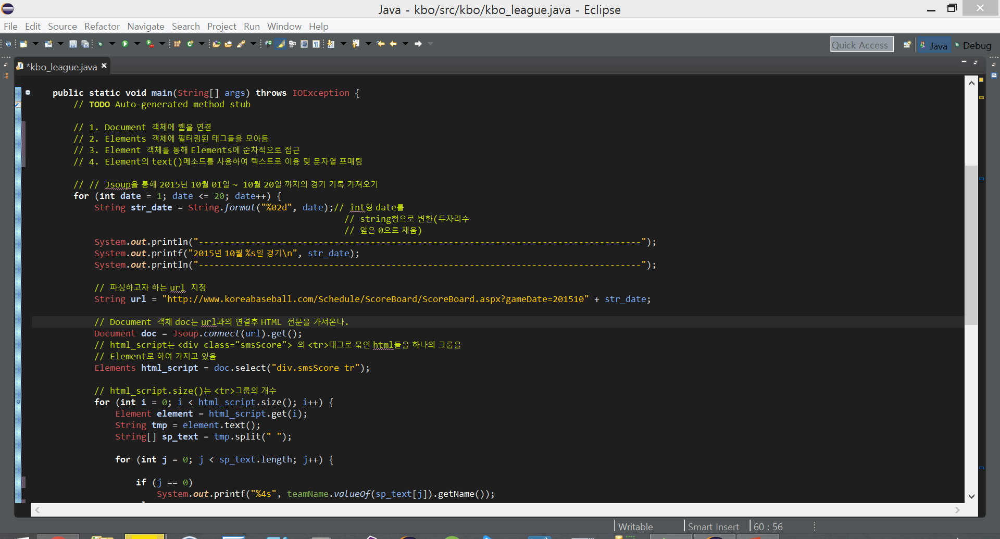 Java - kbo/src/kbo/kbo_league.java - Eclipse
File Edit Source Refactor Navigate Search Project Run Window Help
Quick Access Java Debug
*kbo_league.java
public static void main(String[] args) throws IOException {
// TODO Auto-generated method stub
// 1. Document 객체에 웹을 연결
// 2. Elements 객체에 필터링된 태그들을 모아둠
// 3. Element 객체를 통해 Elements에 순차적으로 접근
// 4. Element의 text()메소드를 사용하여 텍스트로 이용 및 문자열 포매팅
// // Jsoup을 통해 2015년 10월 01일 ~ 10월 20일 까지의 경기 기록 가져오기
for (int date = 1; date <= 20; date++) {
String str_date = String.format("%02d", date);// int형 date를
// string형으로 변환(두자리수
// 앞은 0으로 채움)
System.out.println("-------------------------------------------------------------------------------------");
System.out.printf("2015년 10월 %s일 경기\n", str_date);
System.out.println("-------------------------------------------------------------------------------------");
// 파싱하고자 하는 url 지정
String url = "http://www.koreabaseball.com/Schedule/ScoreBoard/ScoreBoard.aspx?gameDate=201510" + str_date;
// Document 객체 doc는 url과의 연결후 HTML 전문을 가져온다.
Document doc = Jsoup.connect(url).get();
// html_script는 <div class="smsScore"> 의 <tr>태그로 묶인 html들을 하나의 그룹을
// Element로 하여 가지고 있음
Elements html_script = doc.select("div.smsScore tr");
// html_script.size()는 <tr>그룹의 개수
for (int i = 0; i < html_script.size(); i++) {
Element element = html_script.get(i);
String tmp = element.text();
String[] sp_text = tmp.split(" ");
for (int j = 0; j < sp_text.length; j++) {
if (j == 0)
System.out.printf("%4s", teamName.valueOf(sp_text[j]).getName());
Writable Smart Insert 60 : 56